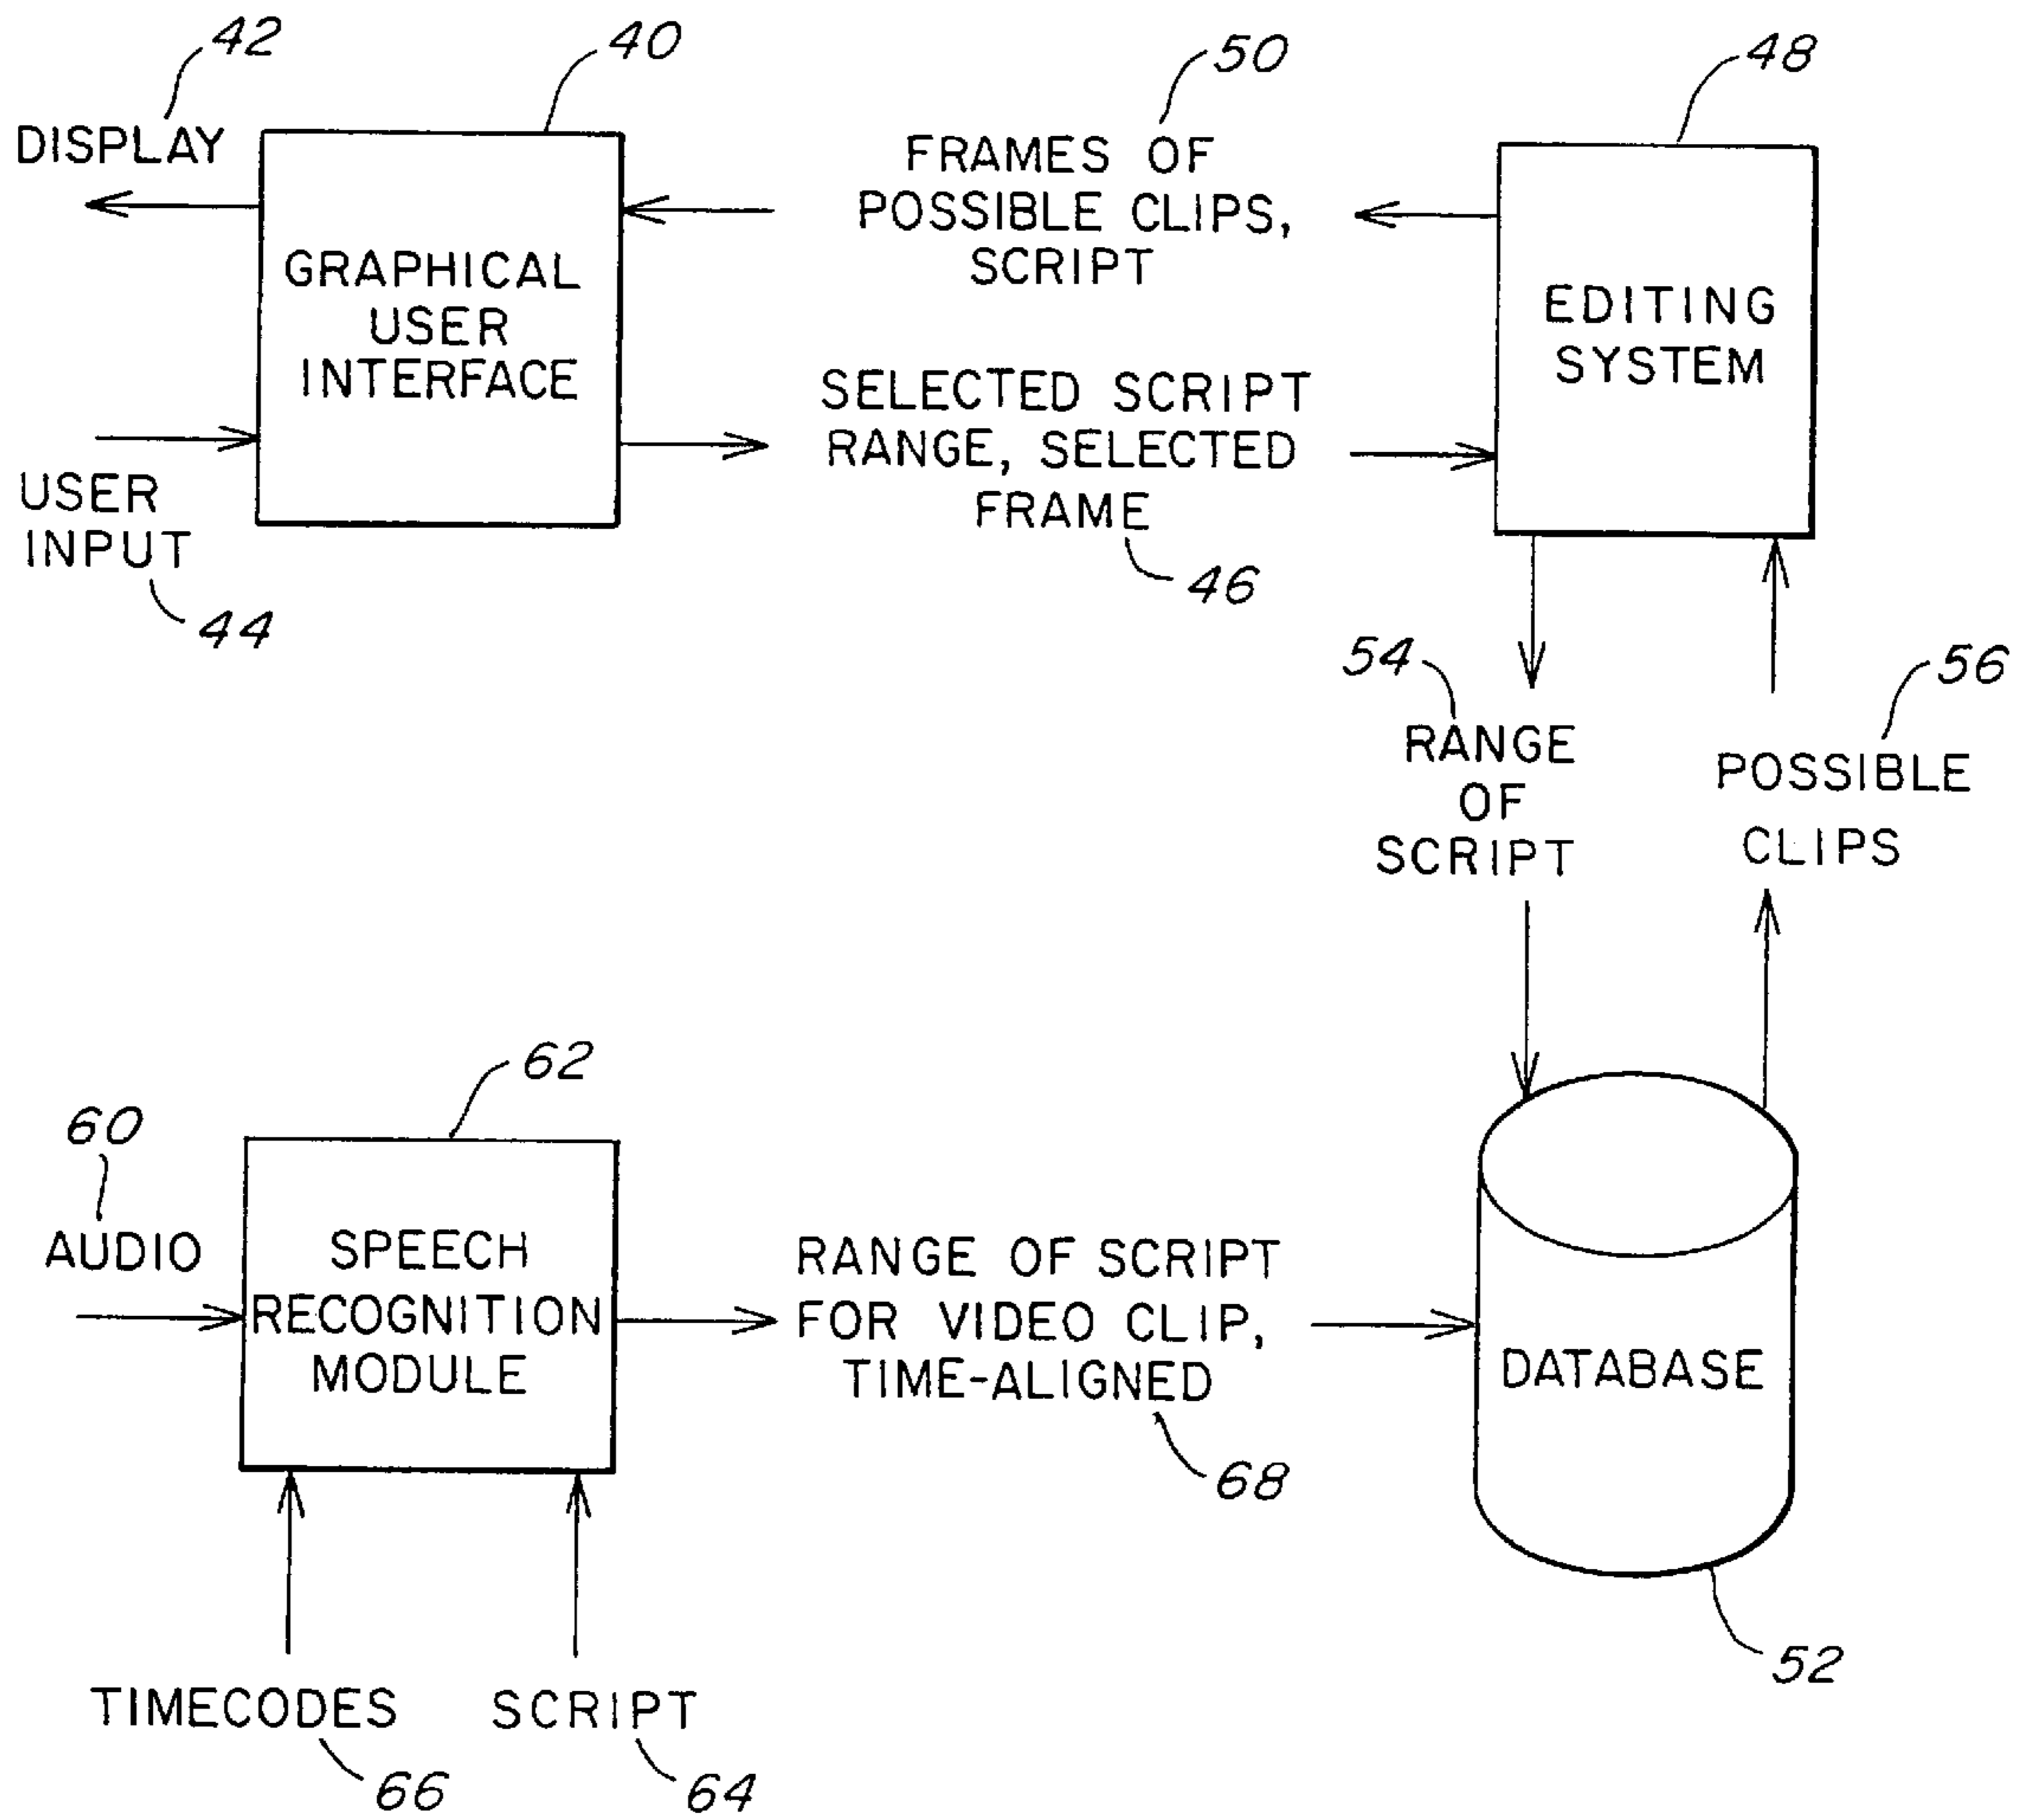 42
DISPLAY
40
GRAPHICAL
USER
INTERFACE
USER
INPUT
44
50
FRAMES OF
POSSIBLE CLIPS,
SCRIPT
SELECTED SCRIPT
RANGE, SELECTED
FRAME
46
48
EDITING
SYSTEM
54
RANGE
OF
SCRIPT
56
POSSIBLE
CLIPS
60
AUDIO
62
SPEECH
RECOGNITION
MODULE
RANGE OF SCRIPT
FOR VIDEO CLIP,
TIME-ALIGNED
68
DATABASE
52
TIMECODES
66
SCRIPT
64